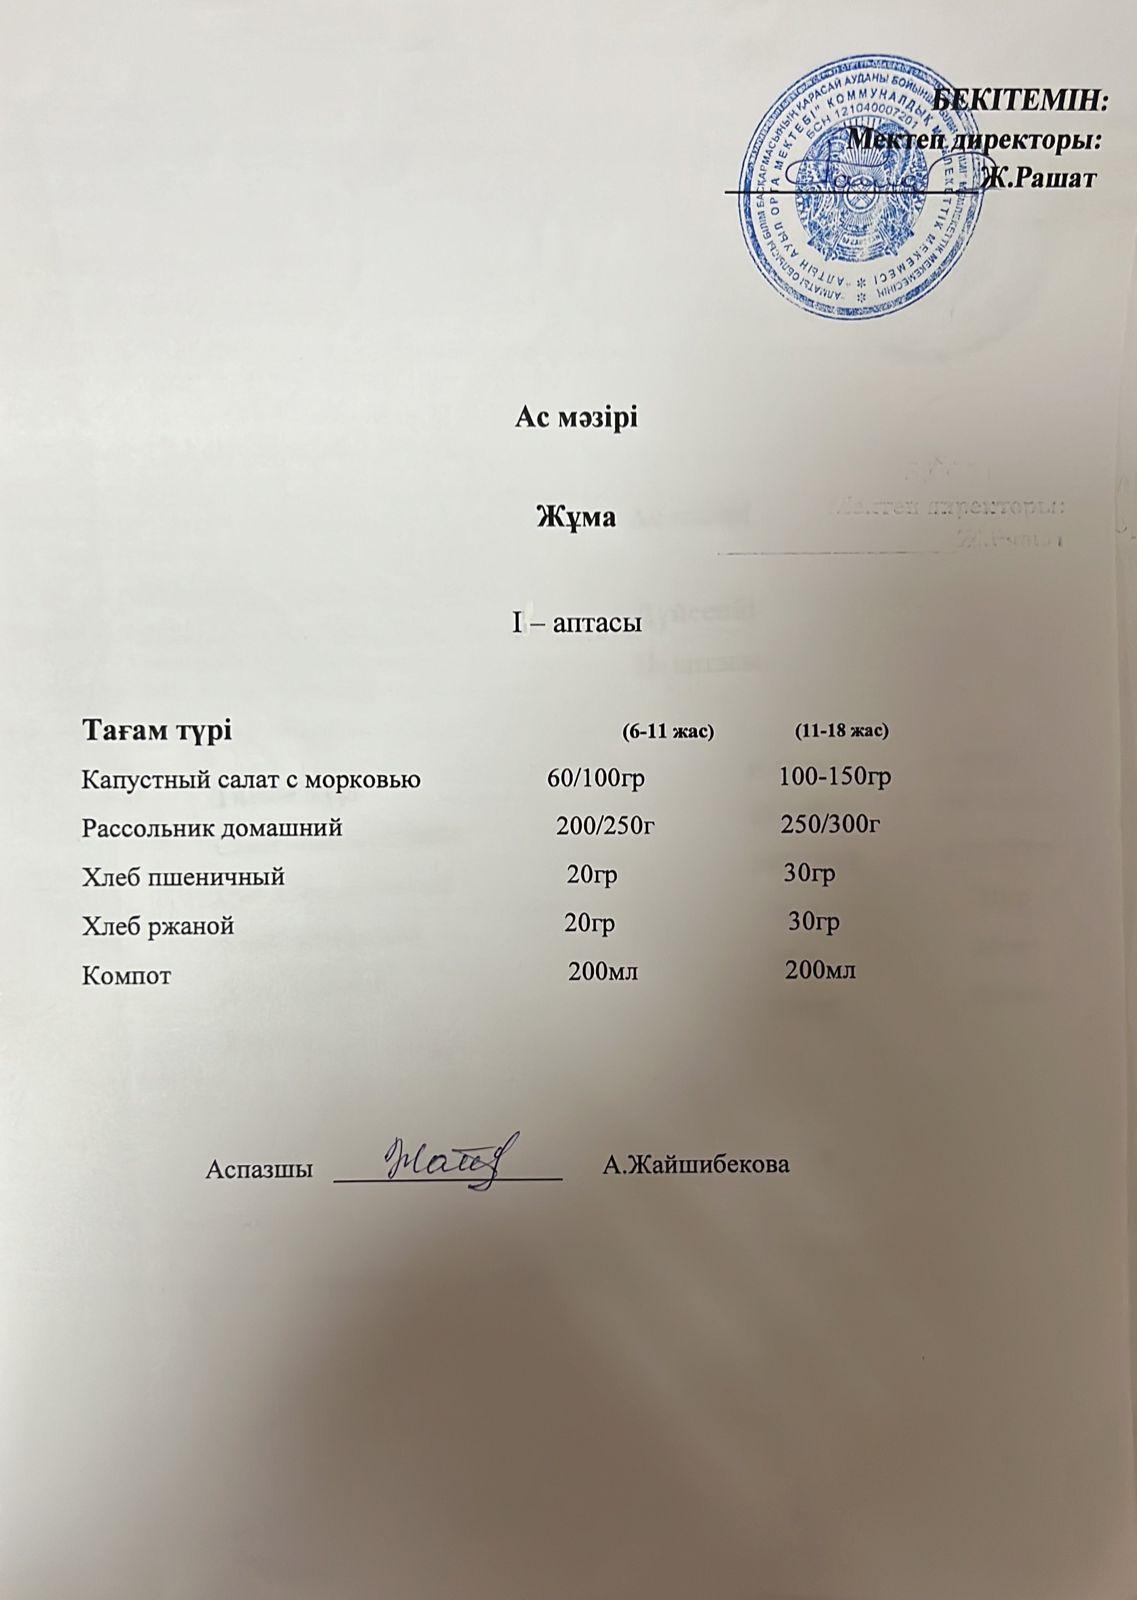 БЕКІТЕМІН:
Мектеп директоры:
Ж.Рашат
БСН 121040007201
Ас мәзірі
Жұма
I – аптасы
Тағам түрі (6-11 жас) (11-18 жас)
Капустный салат с морковью 60/100гр 100-150гр
Рассольник домашний 200/250г 250/300г
Хлеб пшеничный 20гр 30гр
Хлеб ржаной 20гр 30гр
Компот 200мл 200мл
Аспазшы А.Жайшибекова